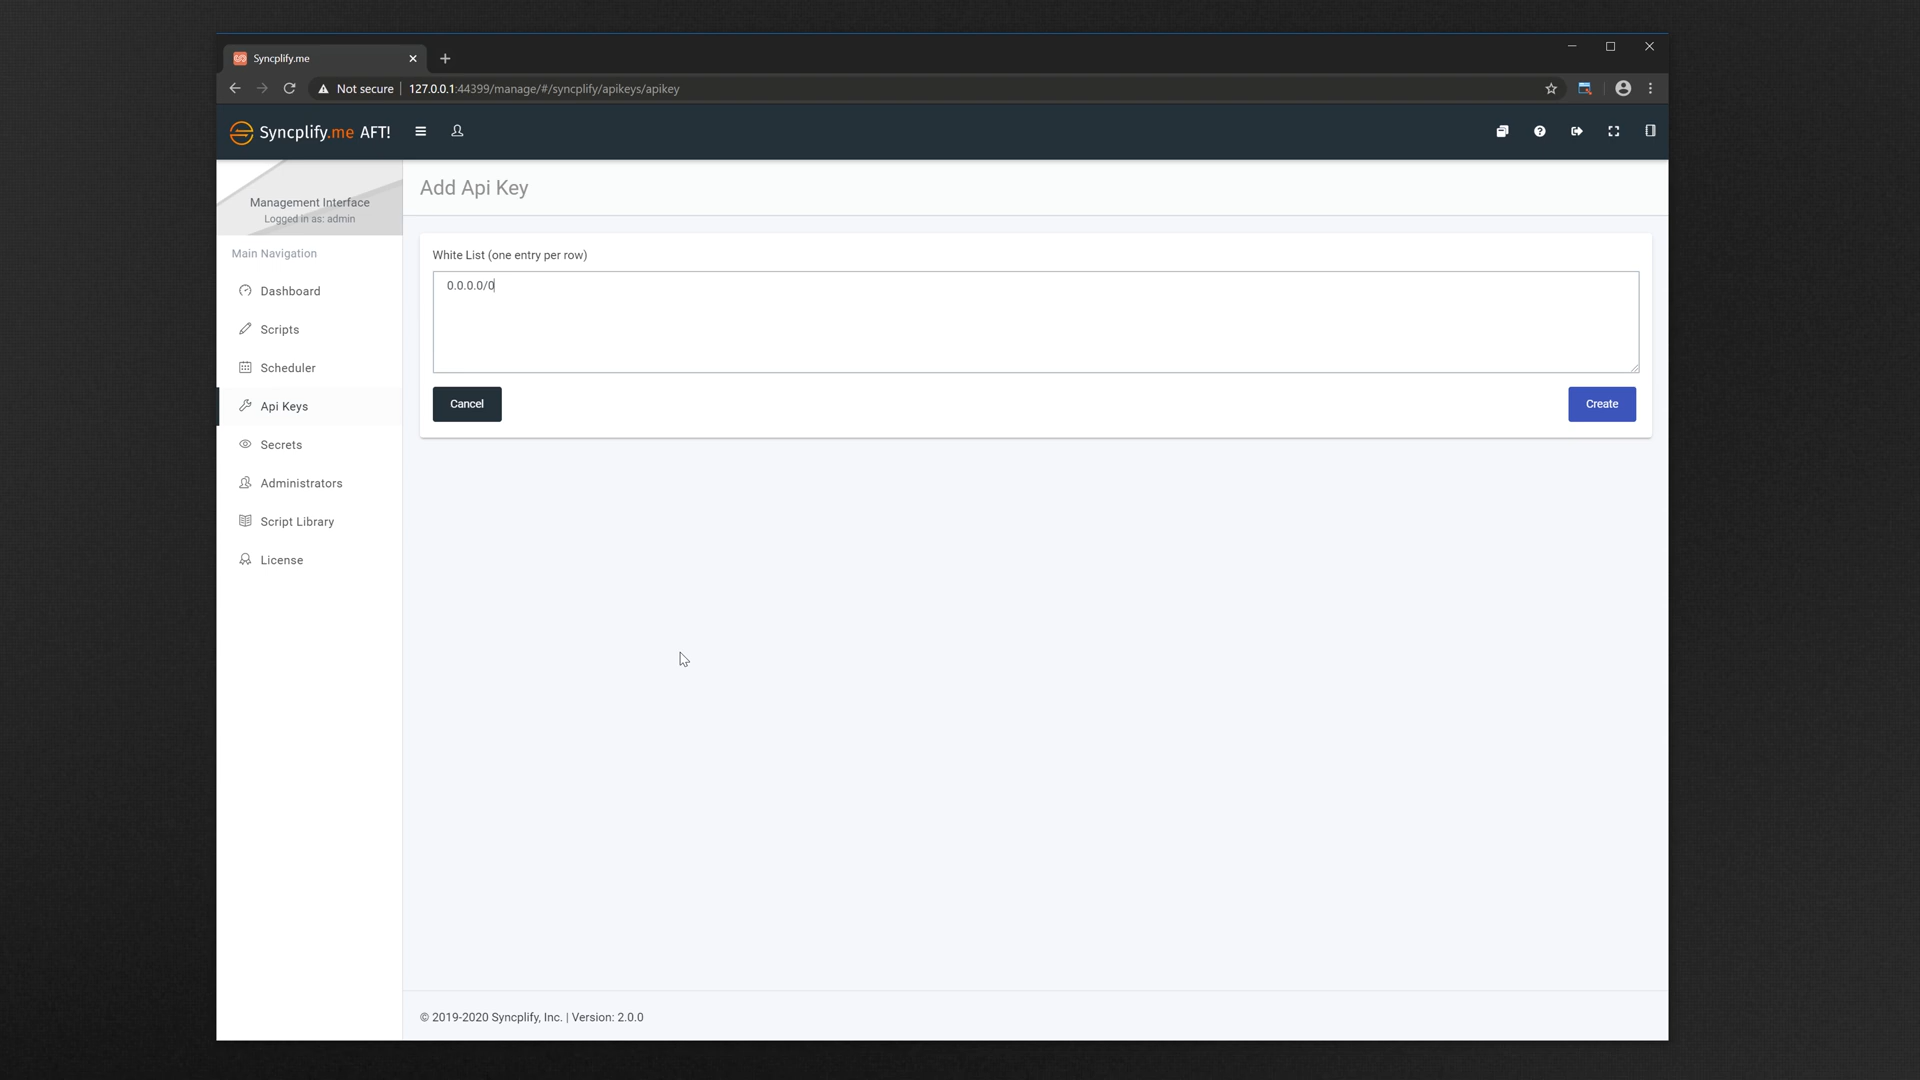 Syncplify.me
Not secure
127.0.0.1:44399/manage/#/syncplify/apikeys/apikey
Syncplify.me AFT!
Management Interface
Logged in as: admin
Main Navigation
Dashboard
Scripts
Scheduler
Api Keys
Secrets
Administrators
Script Library
License
Add Api Key
White List (one entry per row)
0.0.0.0/0
Cancel
Create
© 2019-2020 Syncplify, Inc. | Version: 2.0.0